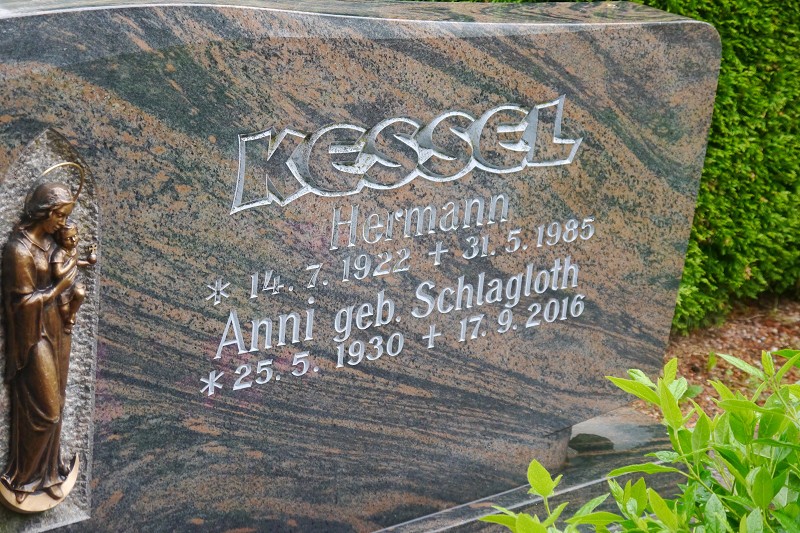 KESSEL
Hermann
* 14. 7. 1922 + 31. 5. 1985
Anni geb. Schlagloth
* 25. 5. 1930 + 17. 9. 2016